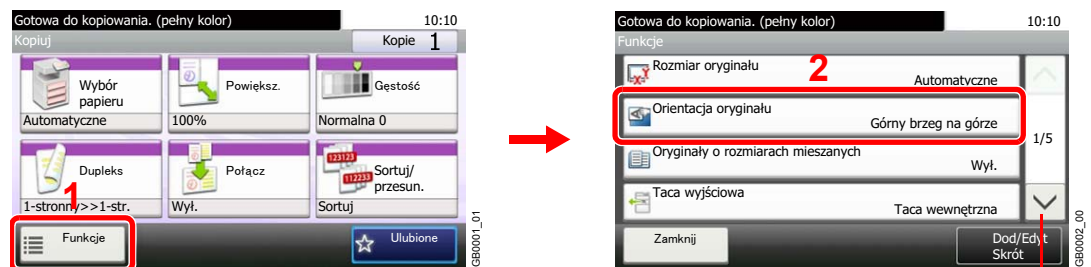 Gotowa do kopiowania. (pełny kolor)
10:10
Kopiuj
Kopie 1
Wybór
papieru
Automatyczne
Powiększ.
100%
Gęstość
Normalna 0
Dupleks
1-stronny>>1-str.
Połącz
Wył.
123123
112233
Sortuj/
przesun.
Sortuj
1
Funkcje
Ulubione
GB0001_01
Gotowa do kopiowania. (pełny kolor)
10:10
Funkcje
2
Rozmiar oryginału
Automatyczne
Orientacja oryginału
Górny brzeg na górze
1/5
Oryginały o rozmiarach mieszanych
Wył.
Taca wyjściowa
Taca wewnętrzna
Zamknij
Dod/Edyt
Skrót
GB0002_00